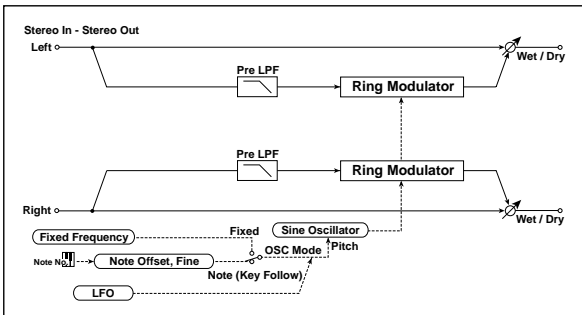 Stereo In - Stereo Out
Left
Wet / Dry
Pre LPF
Ring Modulator
Pre LPF
Ring Modulator
Right
Wet / Dry
Fixed Frequency
Fixed
Sine Oscillator
OSC Mode
Pitch
Note No.
Note Offset, Fine
Note (Key Follow)
LFO